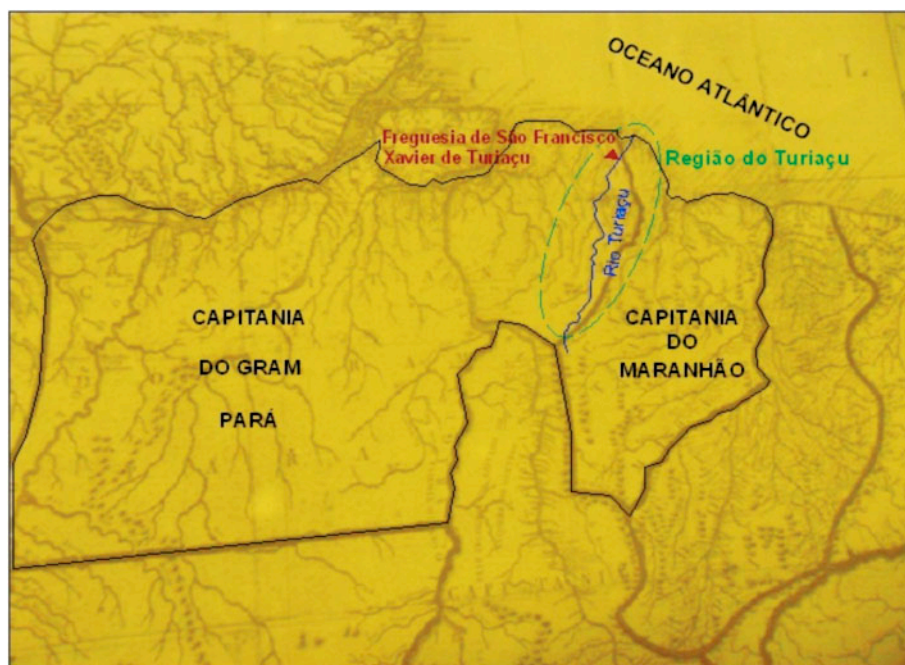 OCEANO ATLÂNTICO
Freguesia de São Francisco
Xavier de Turiaçu
Região do Turiaçu
Rio Turiaçu
CAPITANIA
DO GRAM
PARÁ
CAPITANIA
DO
MARANHÃO